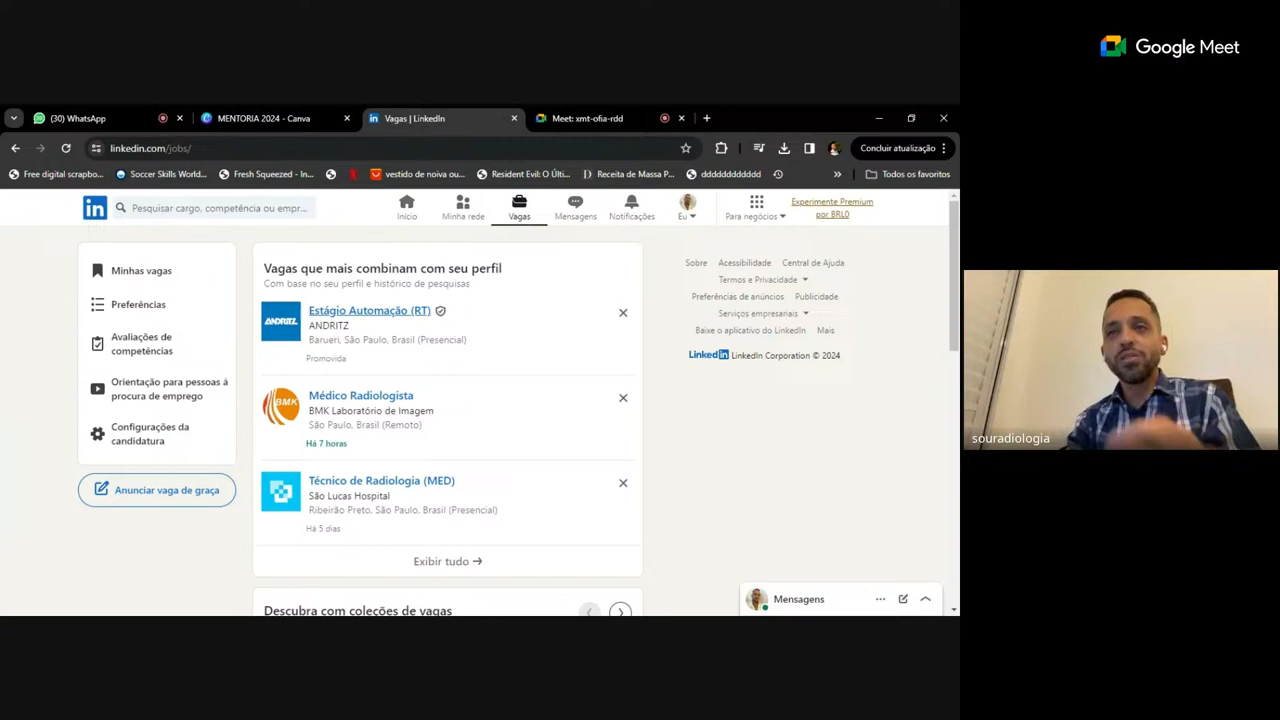 Google Meet
(30) WhatsApp
MENTORIA 2024 - Canva
Vagas | LinkedIn
Meet: xmt-ofia-rdd
linkedin.com/jobs/
Concluir atualização
Free digital scrapbo...
Soccer Skills World...
Fresh Squeezed - In...
vestido de noiva ou...
Resident Evil: O Últi...
Receita de Massa P...
dddddddddddd
Todos os favoritos
in
Pesquisar cargo, competência ou empr...
Início
Minha rede
Vagas
Mensagens
Notificações
Eu
Para negócios
Experimente Premium
por BRL0
Minhas vagas
Preferências
Avaliações de
competências
Orientação para pessoas à
procura de emprego
Configurações da
candidatura
Anunciar vaga de graça
Vagas que mais combinam com seu perfil
Com base no seu perfil e histórico de pesquisas
ANDRITZ
Estágio Automação (RT)
ANDRITZ
Barueri, São Paulo, Brasil (Presencial)
Promovida
BMK
Médico Radiologista
BMK Laboratório de Imagem
São Paulo, Brasil (Remoto)
Há 7 horas
Técnico de Radiologia (MED)
São Lucas Hospital
Ribeirão Preto, São Paulo, Brasil (Presencial)
Há 5 dias
Exibir tudo
Descubra com coleções de vagas
Sobre
Acessibilidade
Central de Ajuda
Termos e Privacidade
Preferências de anúncios
Publicidade
Serviços empresariais
Baixe o aplicativo do LinkedIn
Mais
LinkedIn LinkedIn Corporation © 2024
Mensagens
souradiologia